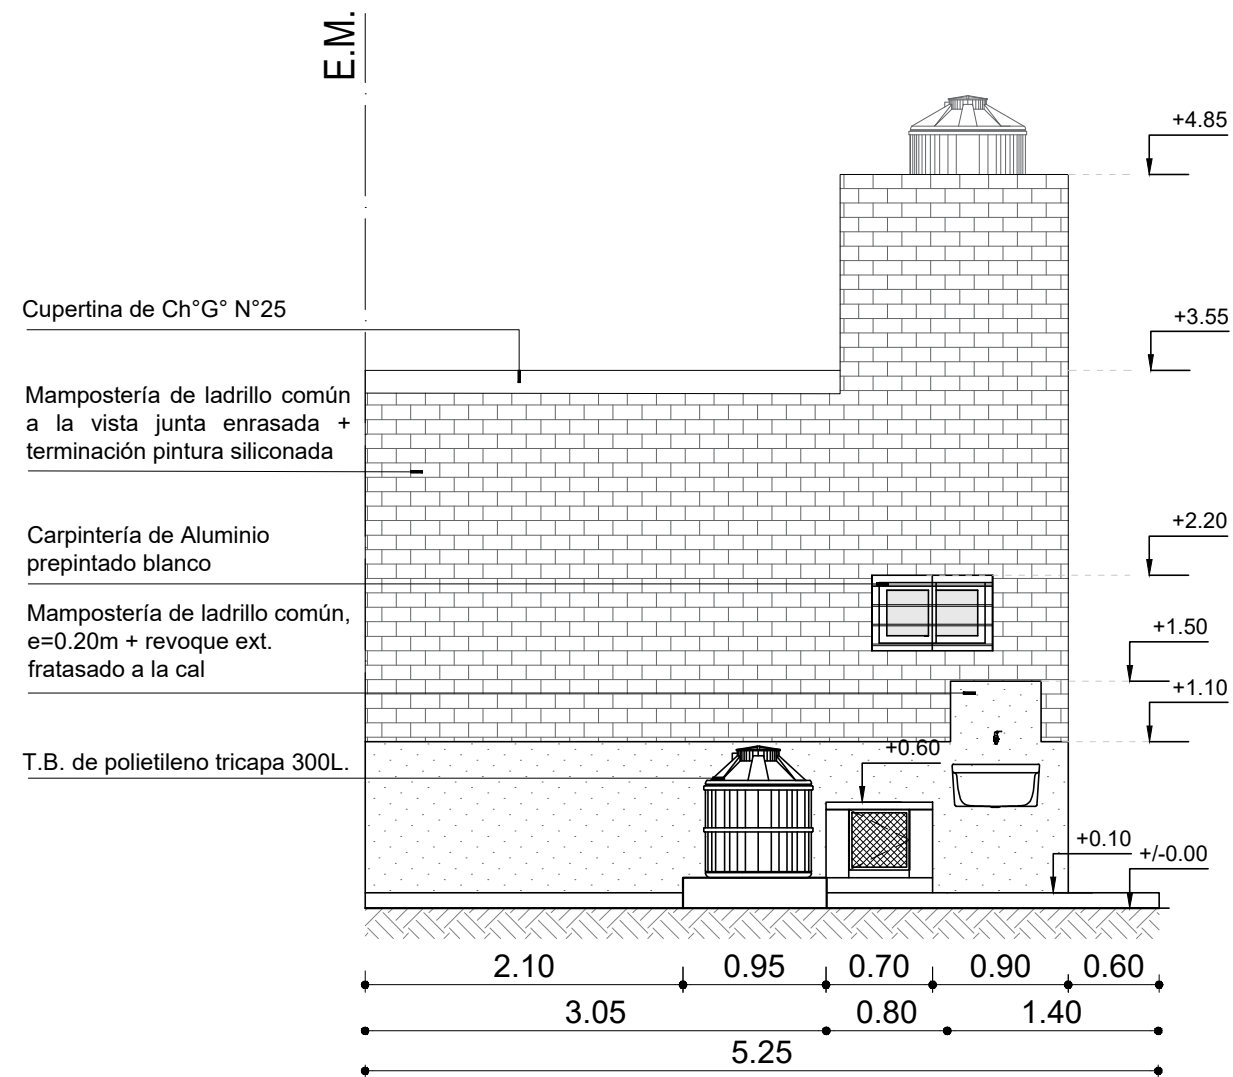 E.M.
+4.85
Cupertina de Ch°G° N°25
+3.55
Mampostería de ladrillo común
a la vista junta enrasada +
terminación pintura siliconada
Carpintería de Aluminio
prepintado blanco
+2.20
Mampostería de ladrillo común,
e=0.20m + revoque ext.
fratasado a la cal
+1.50
+1.10
T.B. de polietileno tricapa 300L.
+0.60
+0.10
+/-0.00
2.10 0.95 0.70 0.90 0.60
3.05 0.80 1.40
5.25